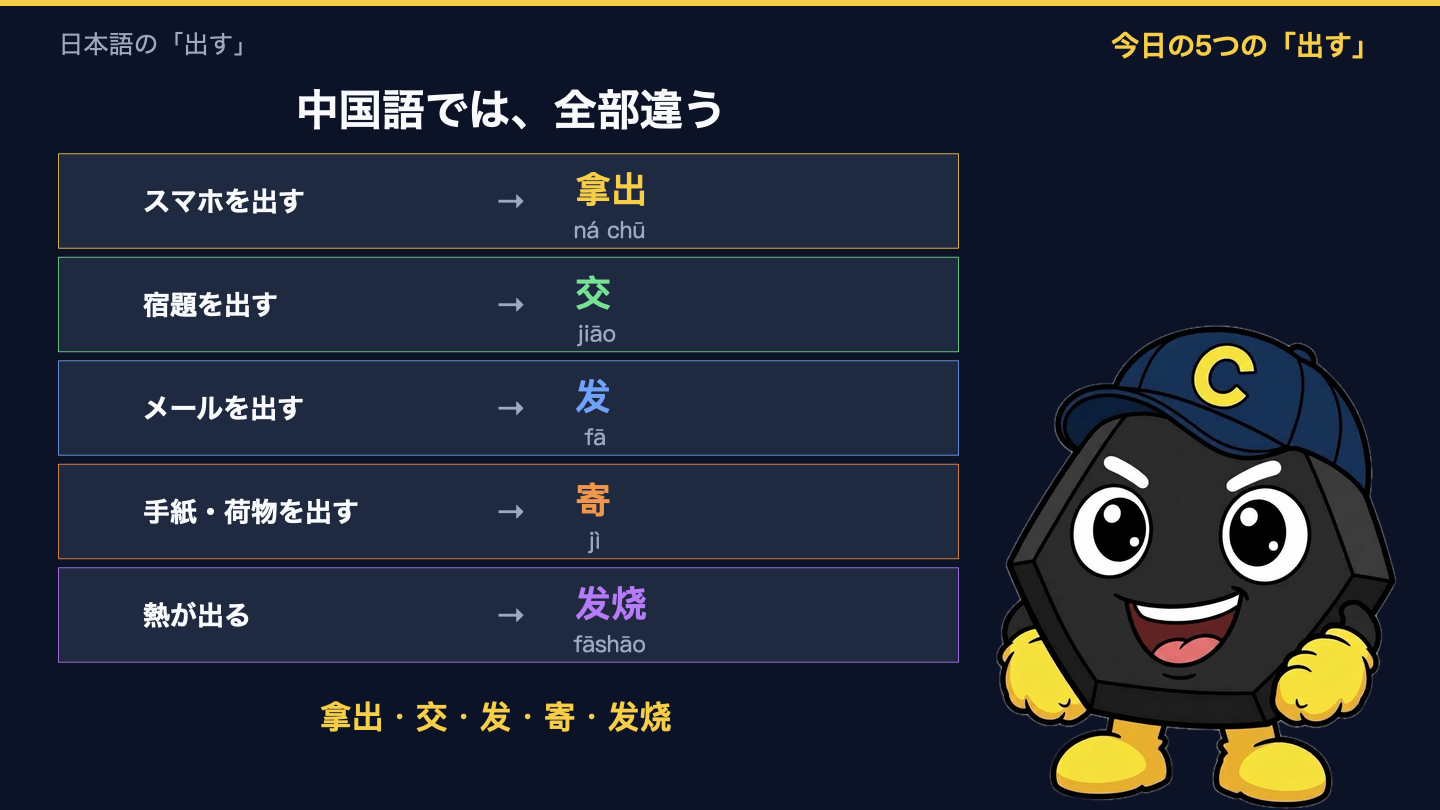 日本語の「出す」
今日の5つの「出す」
中国語では、全部違う
スマホを出す → 拿出
ná chū
宿題を出す → 交
jiāo
メールを出す → 发
fā
手紙・荷物を出す → 寄
jì
熱が出る → 发烧
fāshāo
拿出 · 交 · 发 · 寄 · 发烧
C